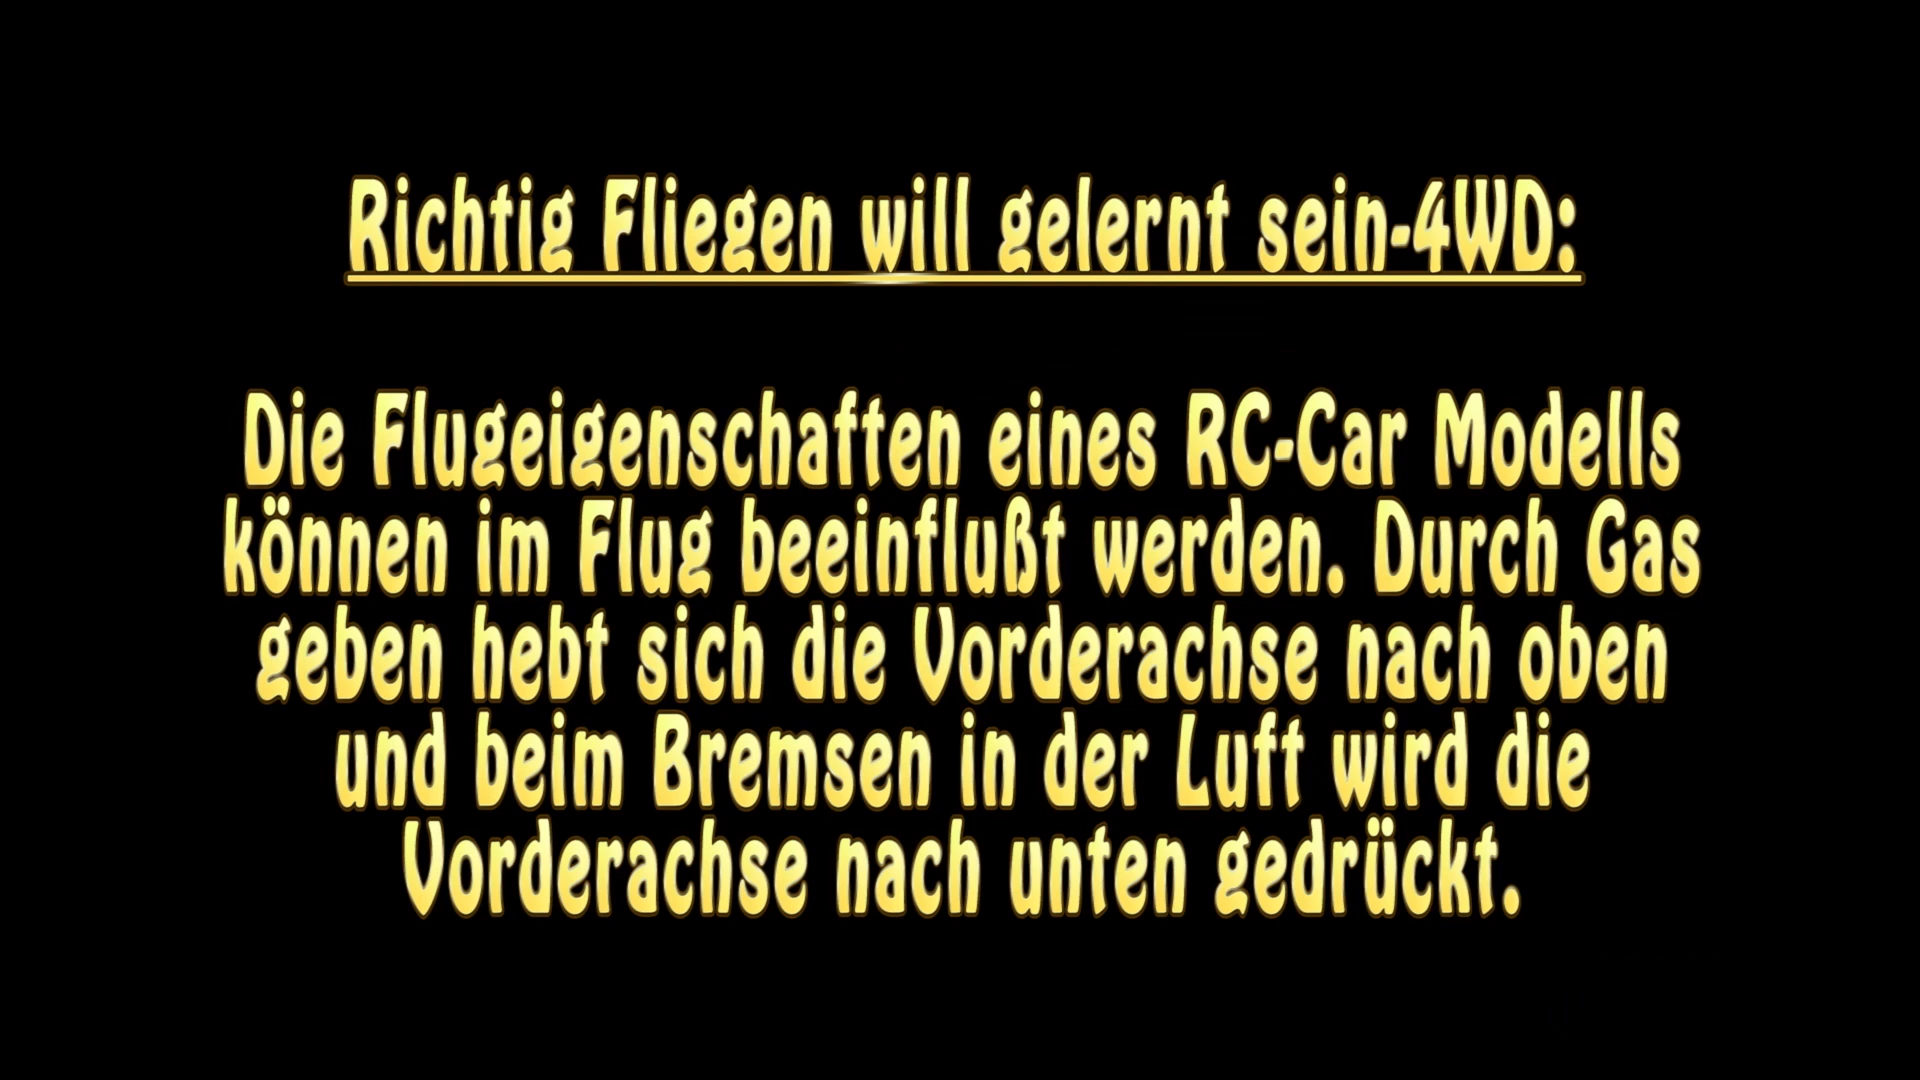 Richtig Fliegen will gelernt sein-4WD:
Die Flugeigenschaften eines RC-Car Modells
können im Flug beeinflußt werden. Durch Gas
geben hebt sich die Vorderachse nach oben
und beim Bremsen in der Luft wird die
Vorderachse nach unten gedrückt.